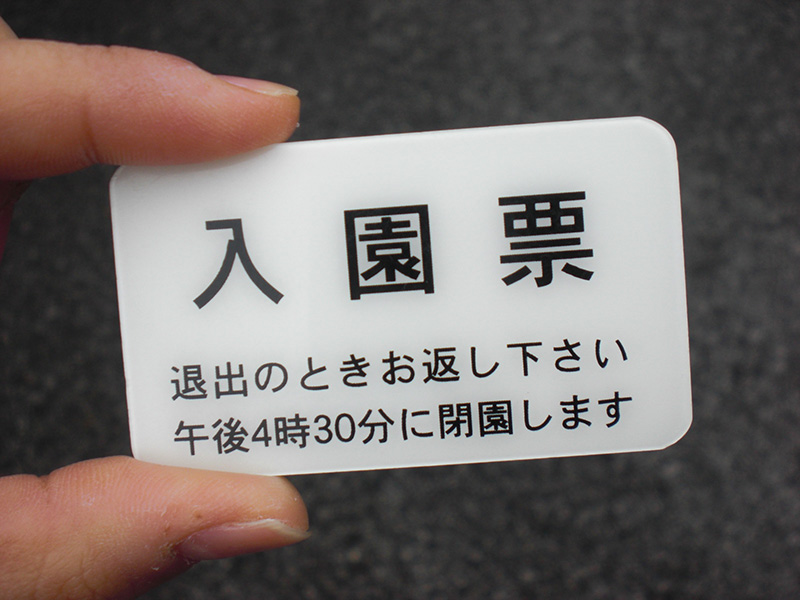 入園票
退出のときお返し下さい
午後4時30分に閉園します